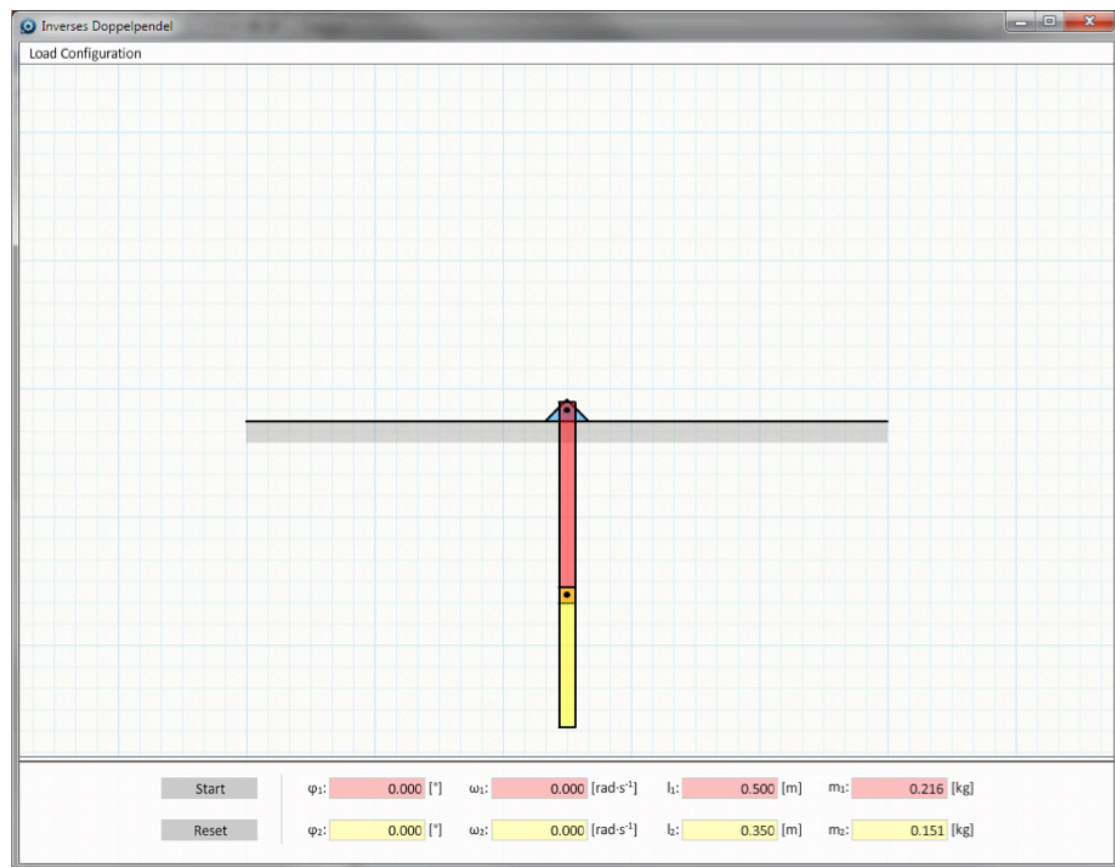 Inverses Doppelpendel
Load Configuration
Start φ₁: 0.000 [°] ω₁: 0.000 [rad·s⁻¹] l₁: 0.500 [m] m₁: 0.216 [kg]
Reset φ₂: 0.000 [°] ω₂: 0.000 [rad·s⁻¹] l₂: 0.350 [m] m₂: 0.151 [kg]